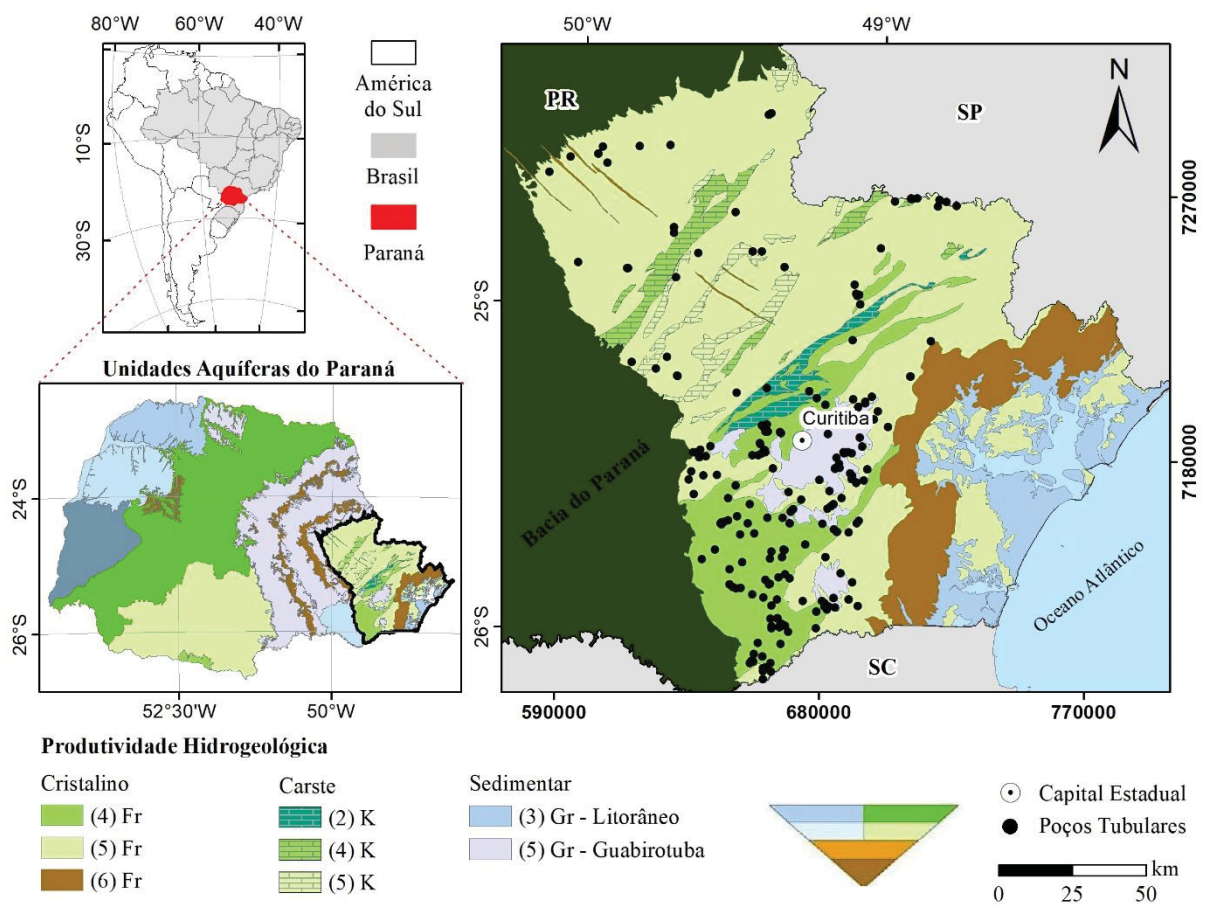 80°W 60°W 40°W
10°S
30°S
América
do Sul
Brasil
Paraná
Unidades Aquíferas do Paraná
24°S
26°S
52°30'W 50°W
50°W 49°W
PR
SP
N
7270000
25°S
Curitiba
7180000
Bacia do Paraná
Oceano Atlântico
26°S
SC
590000 680000 770000
Produtividade Hidrogeológica
Cristalino
(4) Fr
(5) Fr
(6) Fr
Carste
(2) K
(4) K
(5) K
Sedimentar
(3) Gr - Litorâneo
(5) Gr - Guabirotuba
Capital Estadual
Poços Tubulares
km
0 25 50